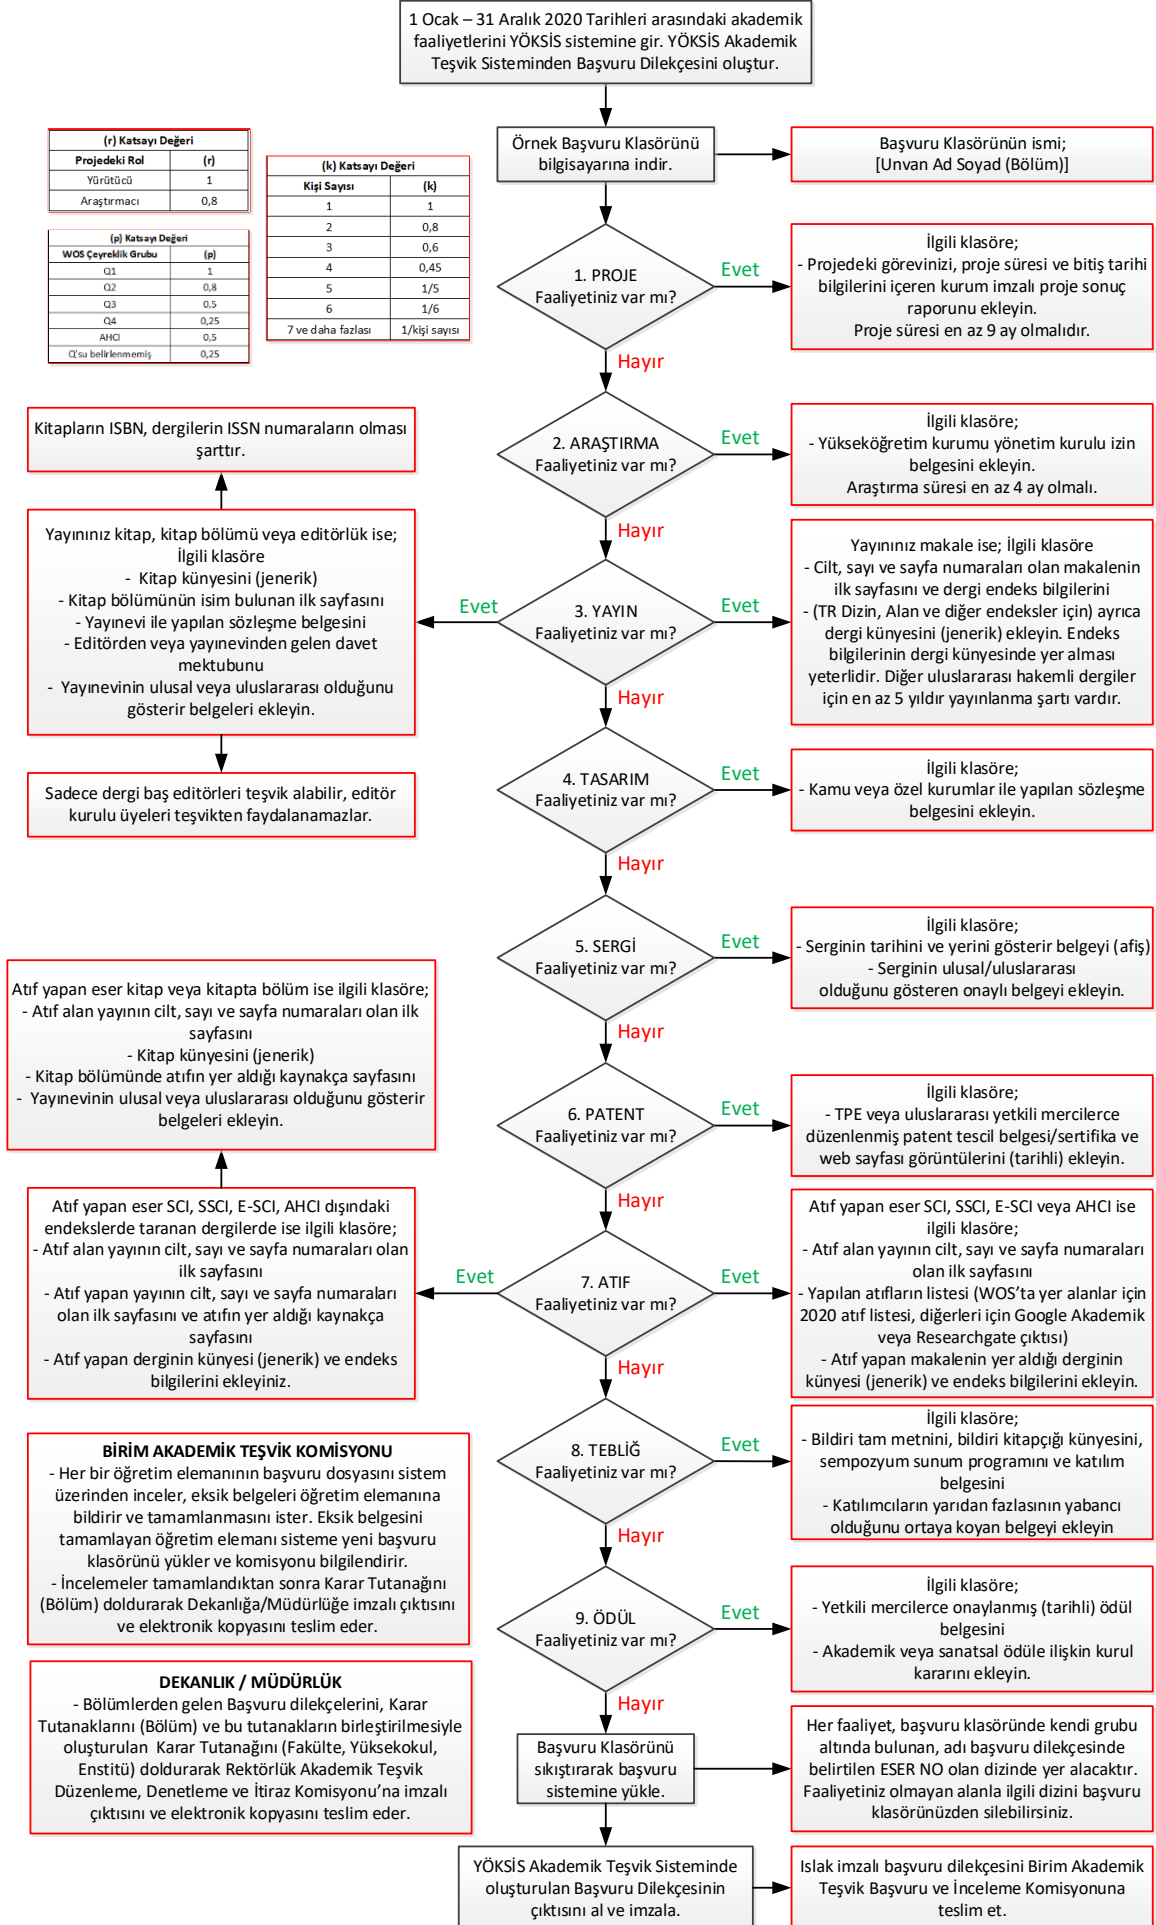 1 Ocak – 31 Aralık 2020 Tarihleri arasındaki akademik
faaliyetlerini YÖKSİS sistemine gir. YÖKSİS Akademik
Teşvik Sisteminden Başvuru Dilekçesini oluştur.
Örnek Başvuru Klasörünü
bilgisayarına indir.
Başvuru Klasörünün ismi;
[Unvan Ad Soyad (Bölüm)]
(r) Katsayı Değeri
Projedeki Rol (r)
Yürütücü 1
Araştırmacı 0,8
(k) Katsayı Değeri
Kişi Sayısı (k)
1 1
2 0,8
3 0,6
4 0,45
5 1/5
6 1/6
7 ve daha fazlası 1/kişi sayısı
(p) Katsayı Değeri
WOS Çeyreklik Grubu (p)
Q1 1
Q2 0,8
Q3 0,5
Q4 0,25
AHCI 0,5
Q'su belirlenmemiş 0,25
1. PROJE
Faaliyetiniz var mı?
Evet
İlgili klasöre;
- Projedeki görevinizi, proje süresi ve bitiş tarihi
bilgilerini içeren kurum imzalı proje sonuç
raporunu ekleyin.
Proje süresi en az 9 ay olmalıdır.
Hayır
2. ARAŞTIRMA
Faaliyetiniz var mı?
Evet
İlgili klasöre;
- Yükseköğretim kurumu yönetim kurulu izin
belgesini ekleyin.
Araştırma süresi en az 4 ay olmalı.
Hayır
Kitapların ISBN, dergilerin ISSN numaraların olması
şarttır.
Yayınınız kitap, kitap bölümü veya editörlük ise;
İlgili klasöre
- Kitap künyesini (jenerik)
- Kitap bölümünün isim bulunan ilk sayfasını
- Yayınevi ile yapılan sözleşme belgesini
- Editörden veya yayınevinden gelen davet
mektubunu
- Yayınevinin ulusal veya uluslararası olduğunu
gösterir belgeleri ekleyin.
Sadece dergi baş editörleri teşvik alabilir, editör
kurulu üyeleri teşvikten faydalanamazlar.
Evet
3. YAYIN
Faaliyetiniz var mı?
Evet
Yayınınız makale ise; İlgili klasöre
- Cilt, sayı ve sayfa numaraları olan makalenin
ilk sayfasını ve dergi endeks bilgilerini
- (TR Dizin, Alan ve diğer endeksler için) ayrıca
dergi künyesini (jenerik) ekleyin. Endeks
bilgilerinin dergi künyesinde yer alması
yeterlidir. Diğer uluslararası hakemli dergiler
için en az 5 yıldır yayınlanma şartı vardır.
Hayır
4. TASARIM
Faaliyetiniz var mı?
Evet
İlgili klasöre;
- Kamu veya özel kurumlar ile yapılan sözleşme
belgesini ekleyin.
Hayır
5. SERGİ
Faaliyetiniz var mı?
Evet
İlgili klasöre;
- Serginin tarihini ve yerini gösterir belgeyi (afiş)
- Serginin ulusal/uluslararası
olduğunu gösteren onaylı belgeyi ekleyin.
Hayır
6. PATENT
Faaliyetiniz var mı?
Evet
İlgili klasöre;
- TPE veya uluslararası yetkili mercilerce
düzenlenmiş patent tescil belgesi/sertifika ve
web sayfası görüntülerini (tarihli) ekleyin.
Hayır
Atıf yapan eser kitap veya kitapta bölüm ise ilgili klasöre;
- Atıf alan yayının cilt, sayı ve sayfa numaraları olan ilk
sayfasını
- Kitap künyesini (jenerik)
- Kitap bölümünde atıfın yer aldığı kaynakça sayfasını
- Yayınevinin ulusal veya uluslararası olduğunu gösterir
belgeleri ekleyin.
Atıf yapan eser SCI, SSCI, E-SCI, AHCI dışındaki
endekslerde taranan dergilerde ise ilgili klasöre;
- Atıf alan yayının cilt, sayı ve sayfa numaraları olan
ilk sayfasını
- Atıf yapan yayının cilt, sayı ve sayfa numaraları
olan ilk sayfasını ve atıfın yer aldığı kaynakça
sayfasını
- Atıf yapan derginin künyesi (jenerik) ve endeks
bilgilerini ekleyiniz.
Evet
7. ATIF
Faaliyetiniz var mı?
Evet
Atıf yapan eser SCI, SSCI, E-SCI veya AHCI ise
ilgili klasöre;
- Atıf alan yayının cilt, sayı ve sayfa numaraları
olan ilk sayfasını
- Yapılan atıfların listesi (WOS’ta yer alanlar için
2020 atıf listesi, diğerleri için Google Akademik
veya Researchgate çıktısı)
- Atıf yapan makalenin yer aldığı derginin
künyesi (jenerik) ve endeks bilgilerini ekleyin.
Hayır
8. TEBLİĞ
Faaliyetiniz var mı?
Evet
İlgili klasöre;
- Bildiri tam metnini, bildiri kitapçığı künyesini,
sempozyum sunum programını ve katılım
belgesini
- Katılımcıların yarıdan fazlasının yabancı
olduğunu ortaya koyan belgeyi ekleyin
Hayır
BİRİM AKADEMİK TEŞVİK KOMİSYONU
- Her bir öğretim elemanının başvuru dosyasını sistem
üzerinden inceler, eksik belgeleri öğretim elemanına
bildirir ve tamamlanmasını ister. Eksik belgesini
tamamlayan öğretim elemanı sisteme yeni başvuru
klasörünü yükler ve komisyonu bilgilendirir.
- İncelemeler tamamlandıktan sonra Karar Tutanağını
(Bölüm) doldurarak Dekanlığa/Müdürlüğe imzalı çıktısını
ve elektronik kopyasını teslim eder.
9. ÖDÜL
Faaliyetiniz var mı?
Evet
İlgili klasöre;
- Yetkili mercilerce onaylanmış (tarihli) ödül
belgesini
- Akademik veya sanatsal ödüle ilişkin kurul
kararını ekleyin.
Hayır
DEKANLIK / MÜDÜRLÜK
- Bölümlerden gelen Başvuru dilekçelerini, Karar
Tutanaklarını (Bölüm) ve bu tutanakların birleştirilmesiyle
oluşturulan Karar Tutanağını (Fakülte, Yüksekokul,
Enstitü) doldurarak Rektörlük Akademik Teşvik
Düzenleme, Denetleme ve İtiraz Komisyonu’na imzalı
çıktısını ve elektronik kopyasını teslim eder.
Başvuru Klasörünü
sıkıştırarak başvuru
sistemine yükle.
Her faaliyet, başvuru klasöründe kendi grubu
altında bulunan, adı başvuru dilekçesinde
belirtilen ESER NO olan dizinde yer alacaktır.
Faaliyetiniz olmayan alanla ilgili dizini başvuru
klasörünüzden silebilirsiniz.
YÖKSİS Akademik Teşvik Sisteminde
oluşturulan Başvuru Dilekçesinin
çıktısını al ve imzala.
Islak imzalı başvuru dilekçesini Birim Akademik
Teşvik Başvuru ve İnceleme Komisyonuna
teslim et.